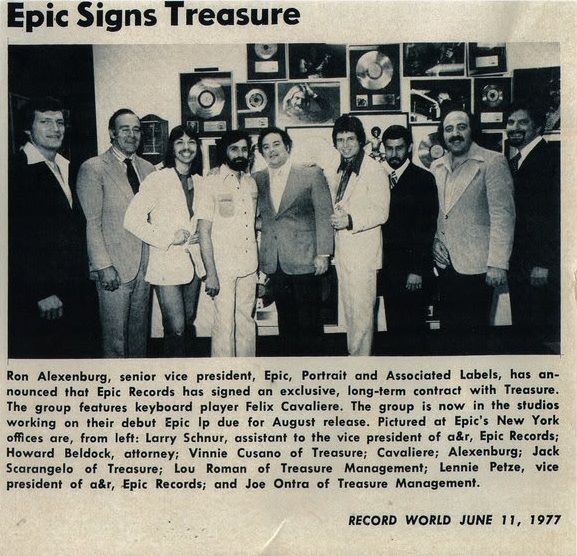 Epic Signs Treasure
Ron Alexenburg, senior vice president, Epic, Portrait and Associated Labels, has an-
nounced that Epic Records has signed an exclusive, long-term contract with Treasure.
The group features keyboard player Felix Cavaliere. The group is now in the studios
working on their debut Epic lp due for August release. Pictured at Epic's New York
offices are, from left: Larry Schnur, assistant to the vice president of a&r, Epic Records;
Howard Beldock, attorney; Vinnie Cusano of Treasure; Cavaliere; Alexenburg; Jack
Scarangelo of Treasure; Lou Roman of Treasure Management; Lennie Petze, vice
president of a&r, Epic Records; and Joe Ontra of Treasure Management.
RECORD WORLD JUNE 11, 1977